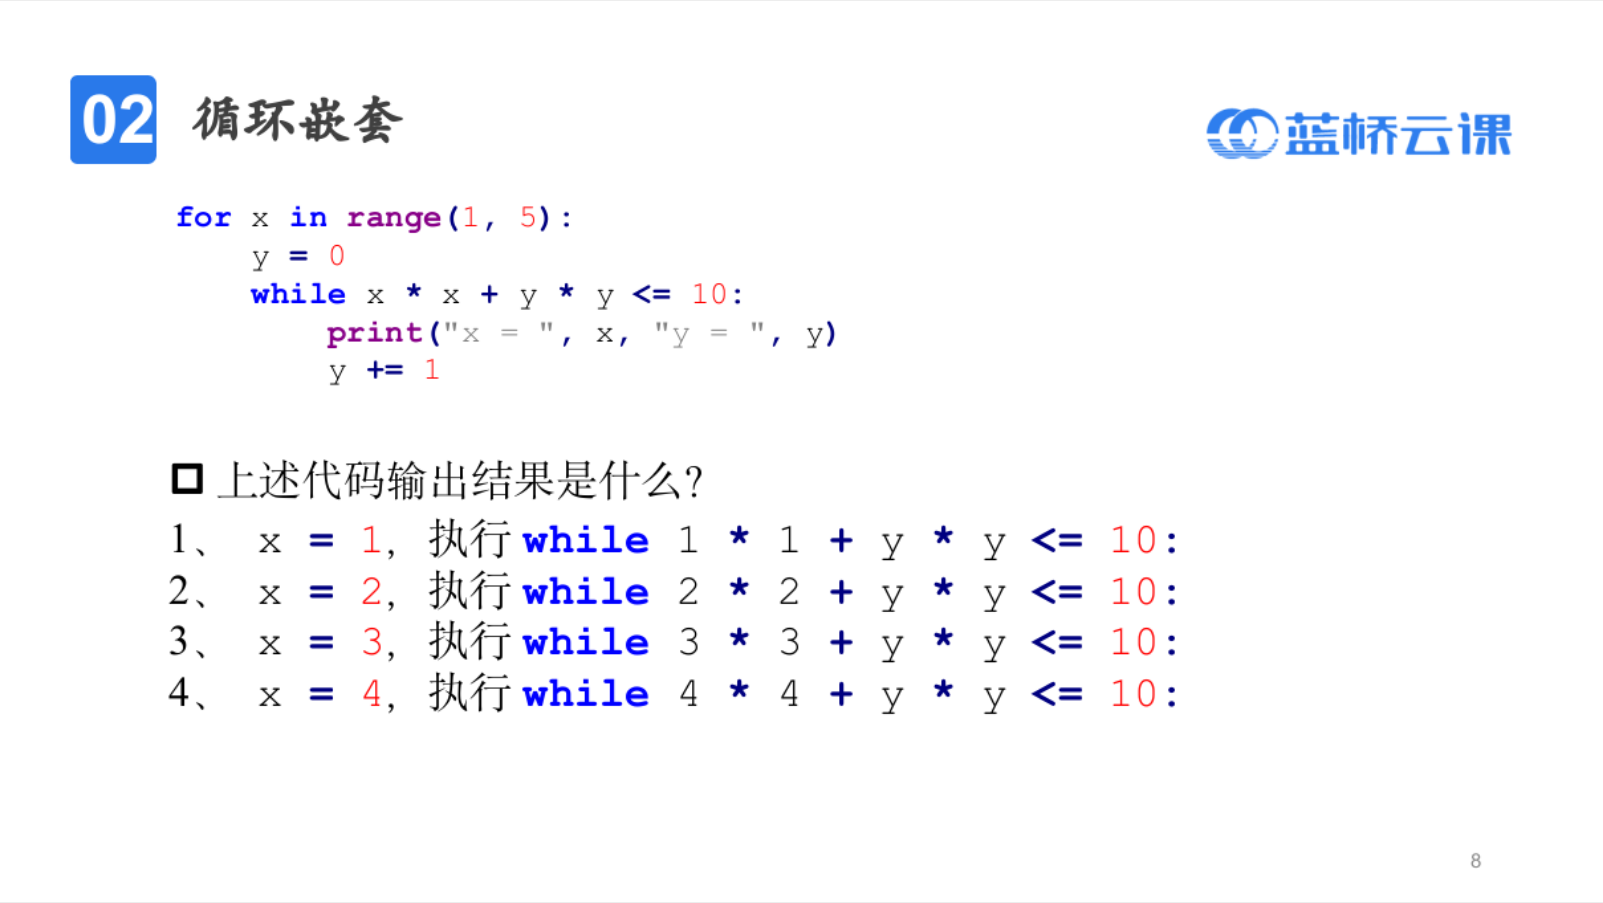 02 循环嵌套
蓝桥云课
for x in range(1, 5):
    y = 0
    while x * x + y * y <= 10:
        print("x = ", x, "y = ", y)
        y += 1
上述代码输出结果是什么?
1、 x = 1, 执行 while 1 * 1 + y * y <= 10:
2、 x = 2, 执行 while 2 * 2 + y * y <= 10:
3、 x = 3, 执行 while 3 * 3 + y * y <= 10:
4、 x = 4, 执行 while 4 * 4 + y * y <= 10:
8